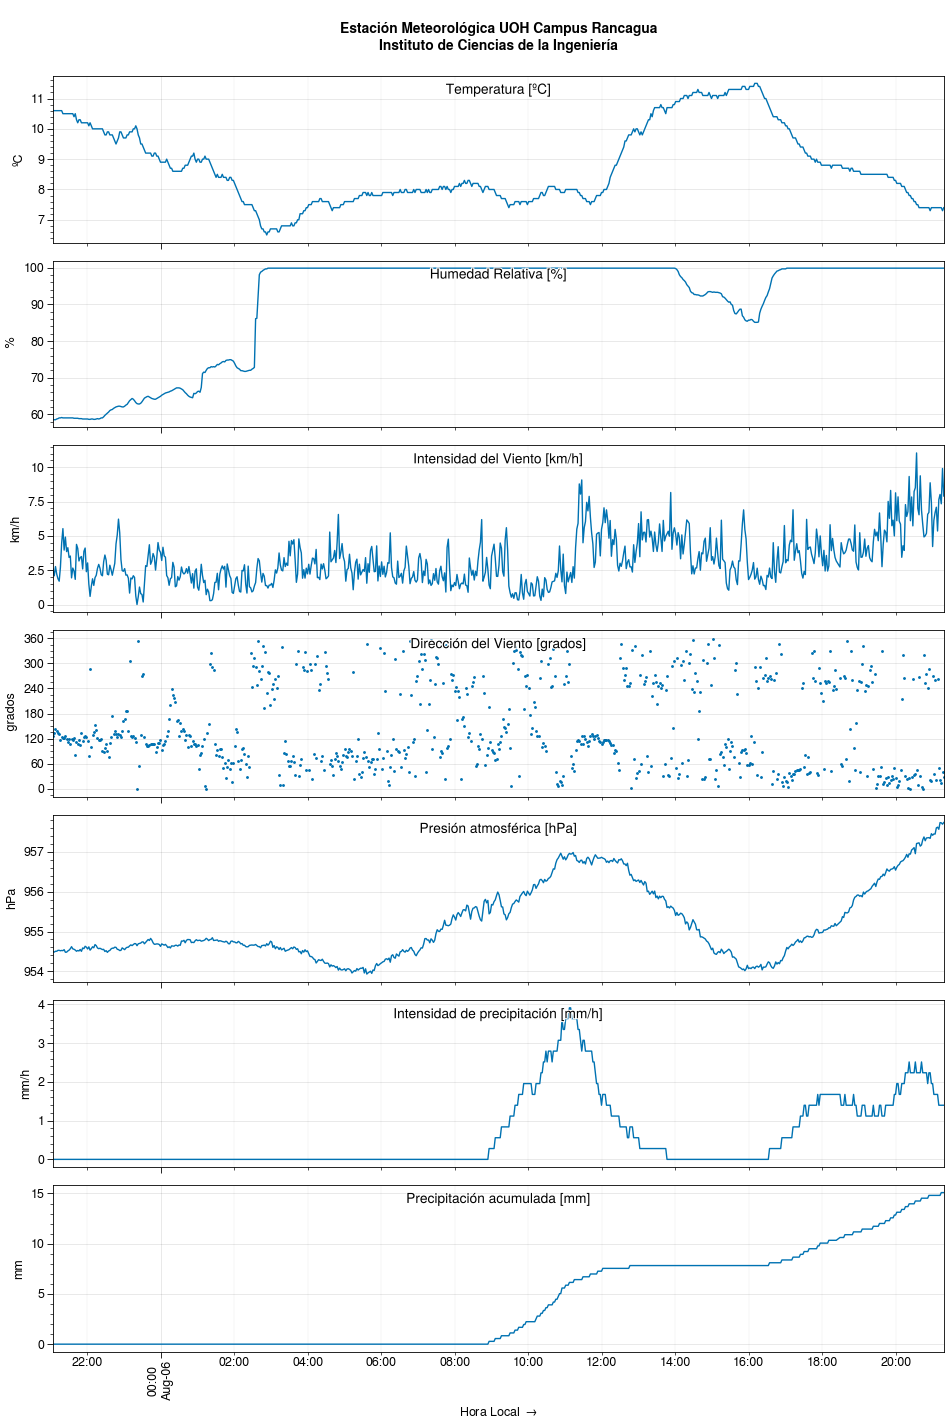 Estación Meteorológica UOH Campus Rancagua
Instituto de Ciencias de la Ingeniería
Temperatura [ºC]
ºC
11
10
9
8
7
Humedad Relativa [%]
%
100
90
80
70
60
Intensidad del Viento [km/h]
km/h
10
7.5
5
2.5
0
Dirección del Viento [grados]
grados
360
300
240
180
120
60
0
Presión atmosférica [hPa]
hPa
957
956
955
954
Intensidad de precipitación [mm/h]
mm/h
4
3
2
1
0
Precipitación acumulada [mm]
mm
15
10
5
0
22:00
00:00
Aug-06
02:00
04:00
06:00
08:00
10:00
12:00
14:00
16:00
18:00
20:00
Hora Local →